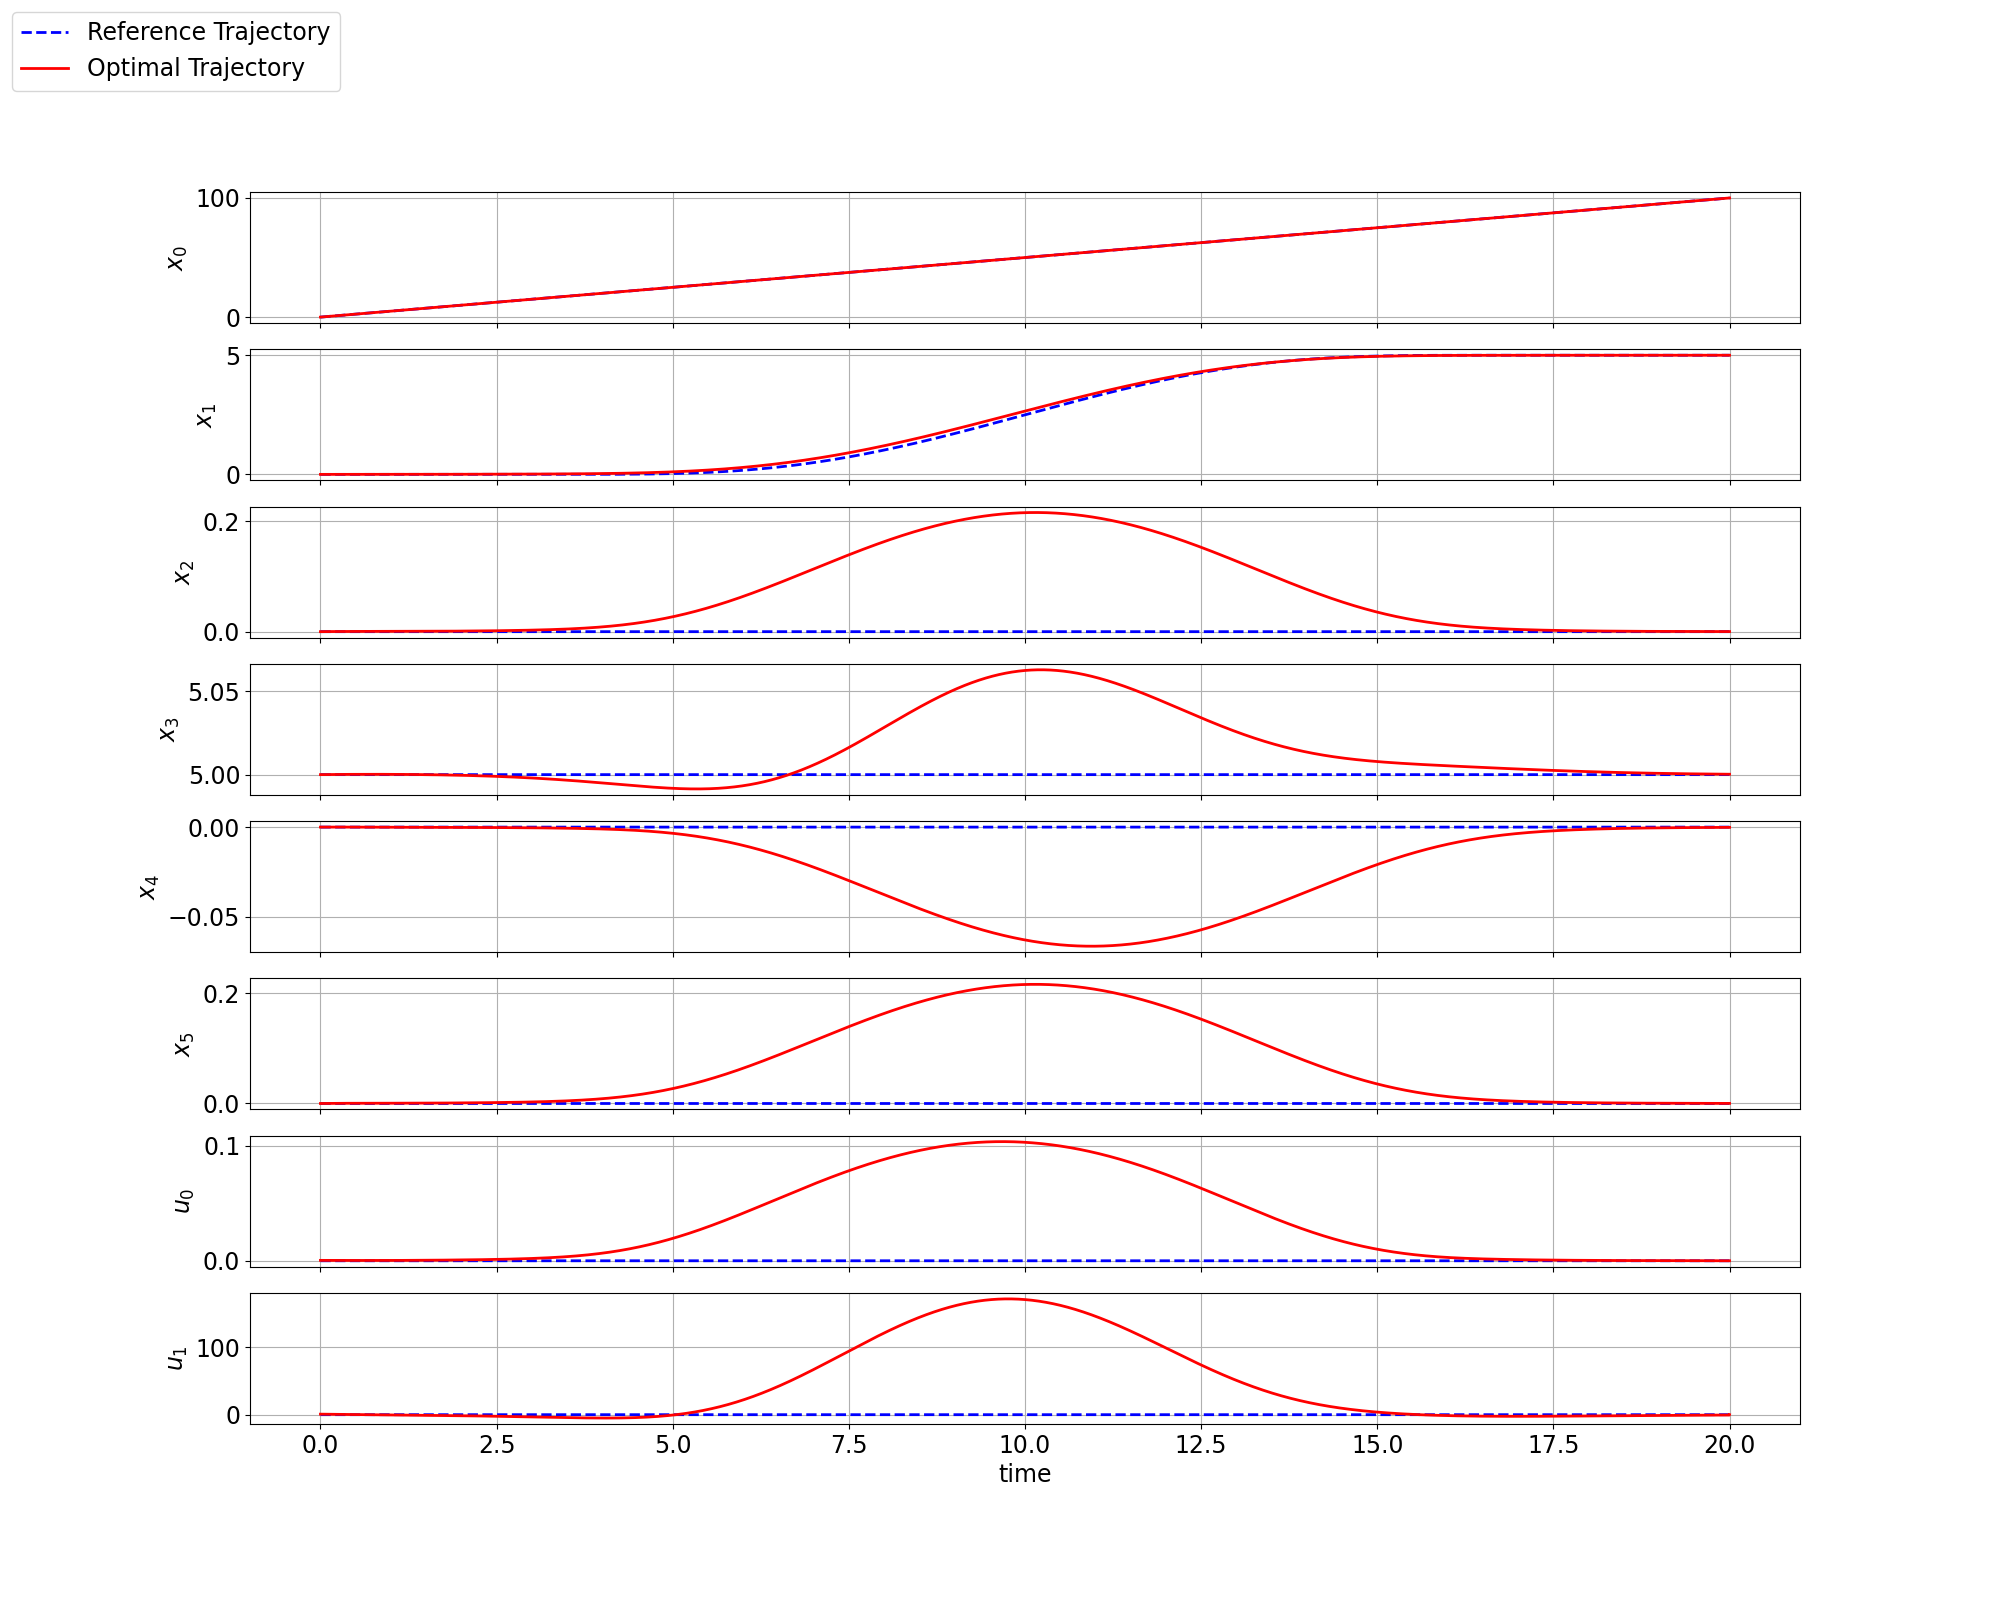 Reference Trajectory
Optimal Trajectory
100
0
x₀
5
0
x₁
0.2
0.0
x₂
5.05
5.00
x₃
0.00
−0.05
x₄
0.2
0.0
x₅
0.1
0.0
u₀
100
0
u₁
0.0 2.5 5.0 7.5 10.0 12.5 15.0 17.5 20.0
time